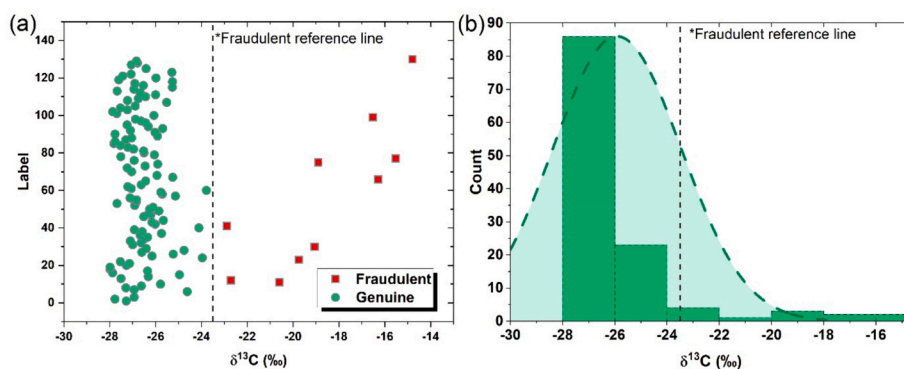 (a)
*Fraudulent reference line
Label
140
120
100
80
60
40
20
0
Fraudulent
Genuine
-30 -28 -26 -24 -22 -20 -18 -16 -14
δ¹³C (‰)
(b)
*Fraudulent reference line
Count
90
80
70
60
50
40
30
20
10
0
-30 -28 -26 -24 -22 -20 -18 -16
δ¹³C (‰)